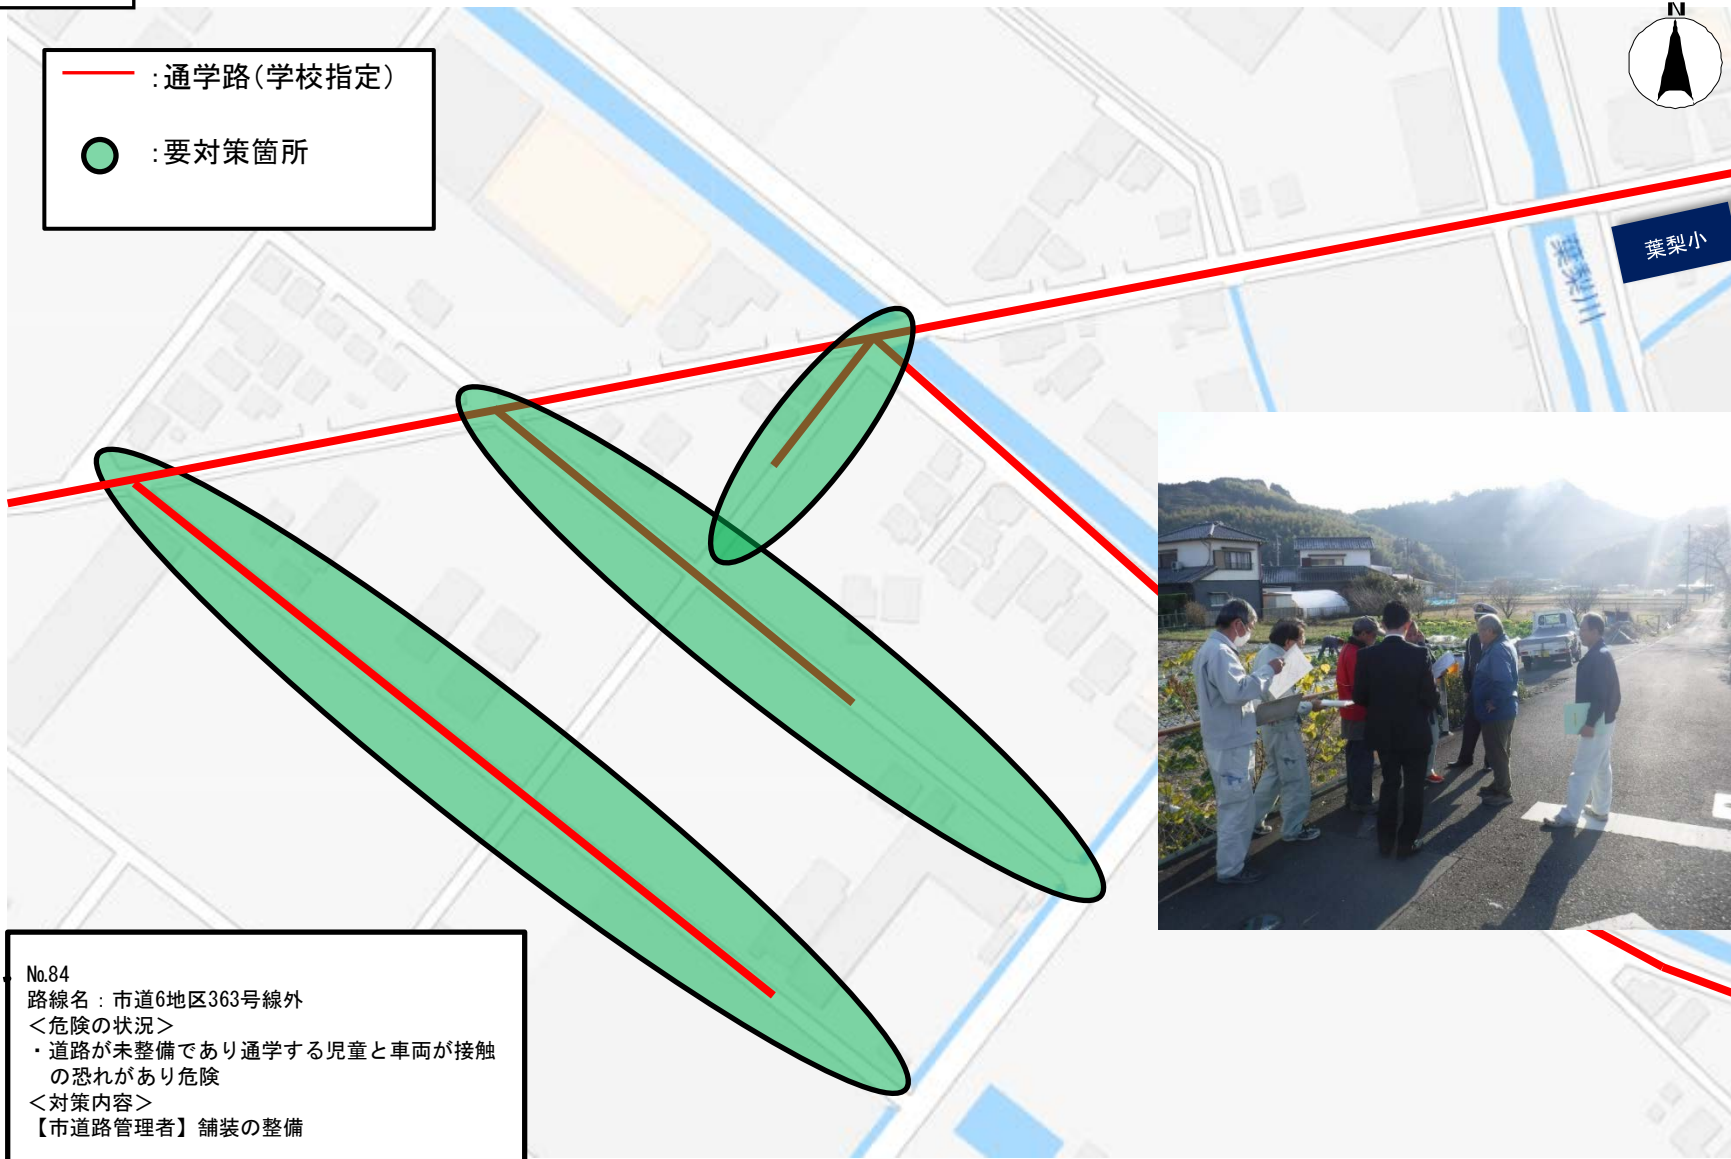 N
:通学路(学校指定)
:要対策箇所
葉梨小
葉梨川
No.84
路線名:市道6地区363号線外
<危険の状況>
・道路が未整備であり通学する児童と車両が接触
の恐れがあり危険
<対策内容>
【市道路管理者】舗装の整備